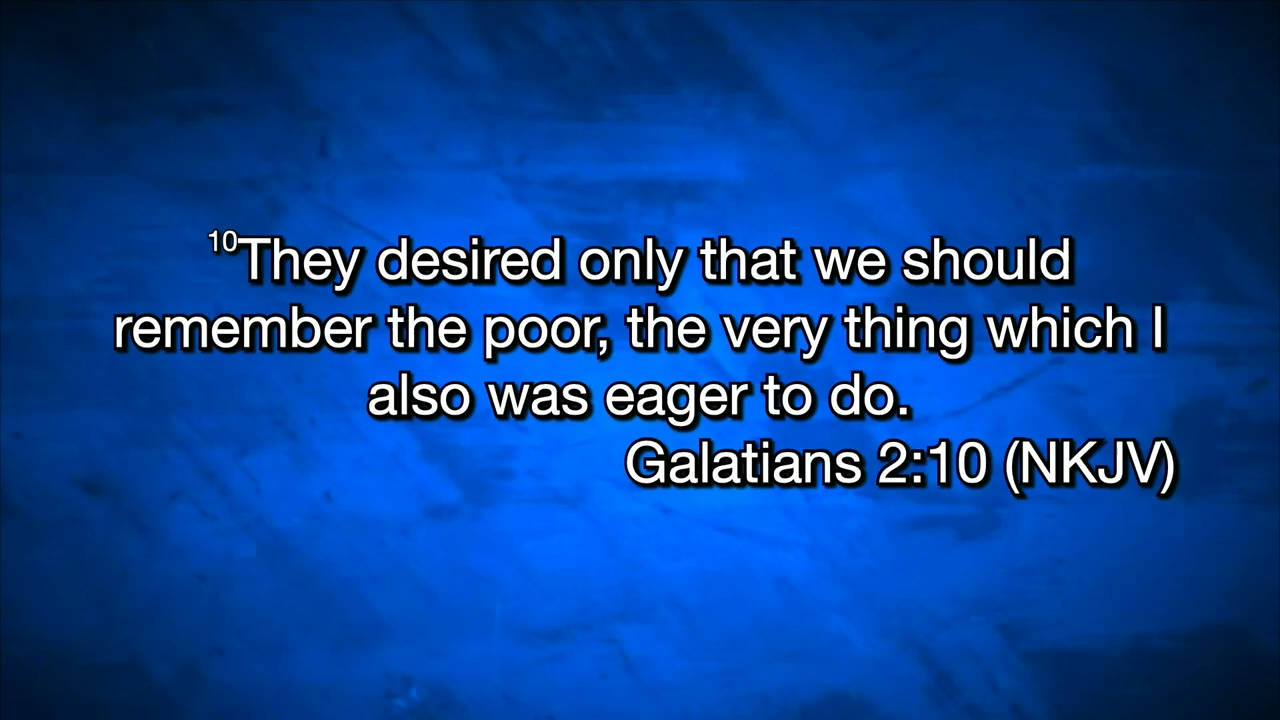 ¹⁰They desired only that we should
remember the poor, the very thing which I
also was eager to do.
Galatians 2:10 (NKJV)